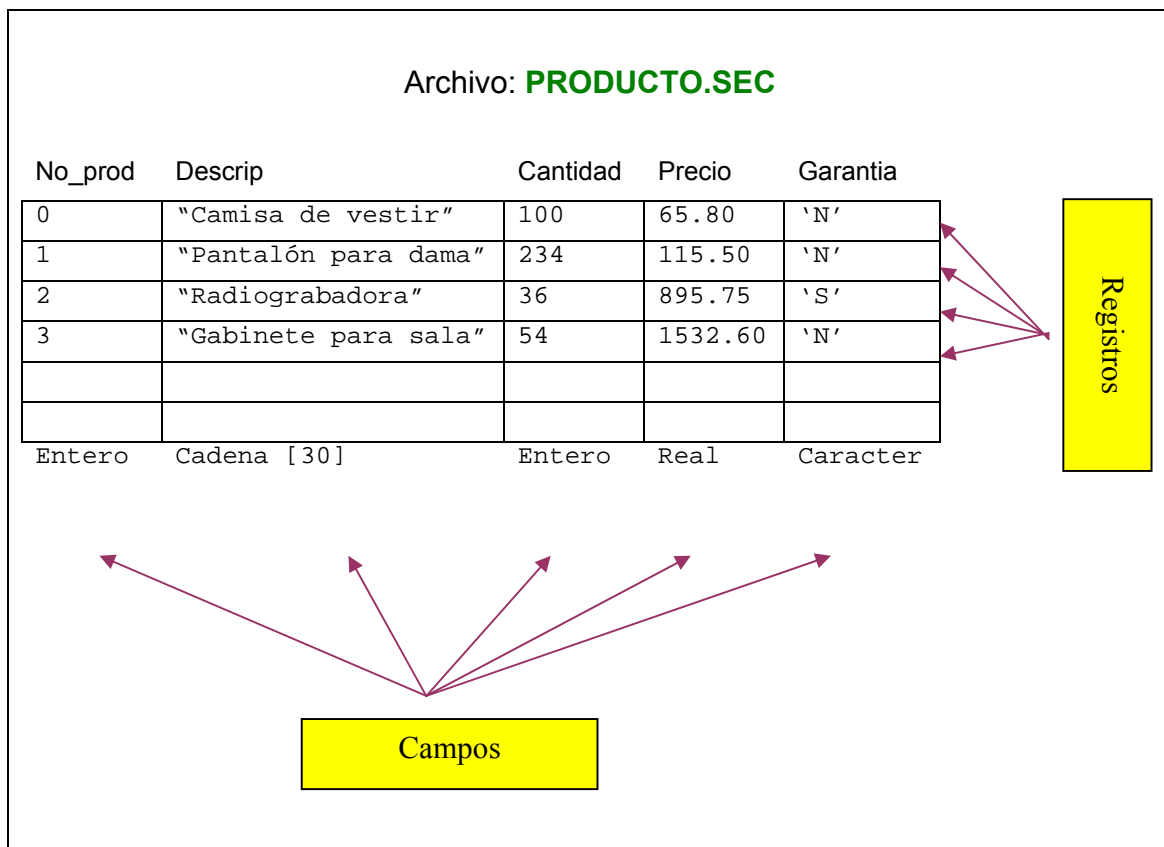 Archivo: PRODUCTO.SEC
No_prod Descrip Cantidad Precio Garantia
0 “Camisa de vestir” 100 65.80 ‘N’
1 “Pantalón para dama” 234 115.50 ‘N’
2 “Radiograbadora” 36 895.75 ‘S’
3 “Gabinete para sala” 54 1532.60 ‘N’
Entero Cadena [30] Entero Real Caracter
Registros
Campos